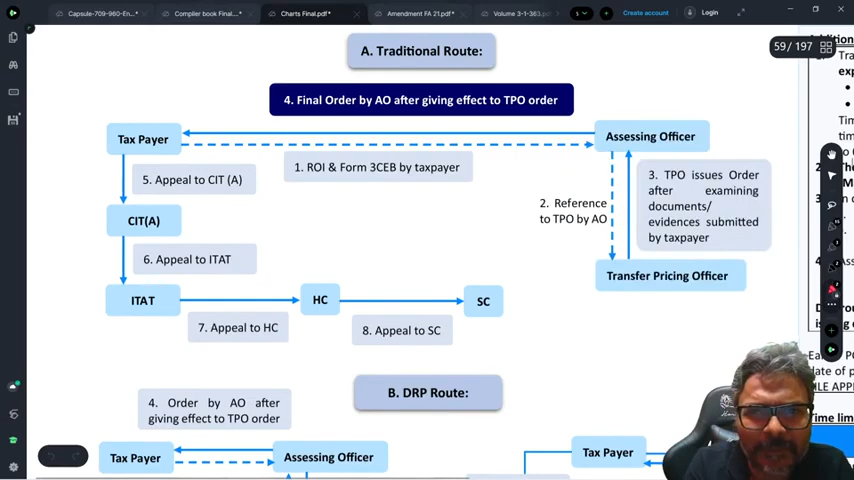 Capsule-709-960-En...*
Compiler book Final....*
Charts Final.pdf*
Amendment FA 21.pdf*
Volume 3-1-363.pdf
5
Create account
Login
59 / 197
A. Traditional Route:
4. Final Order by AO after giving effect to TPO order
Tax Payer
Assessing Officer
1. ROI & Form 3CEB by taxpayer
5. Appeal to CIT (A)
2. Reference
to TPO by AO
3. TPO issues Order
after examining
documents/
evidences submitted
by taxpayer
CIT(A)
6. Appeal to ITAT
Transfer Pricing Officer
ITAT
HC
SC
7. Appeal to HC
8. Appeal to SC
B. DRP Route:
4. Order by AO after
giving effect to TPO order
Tax Payer
Assessing Officer
Tax Payer
date of p
Time lim